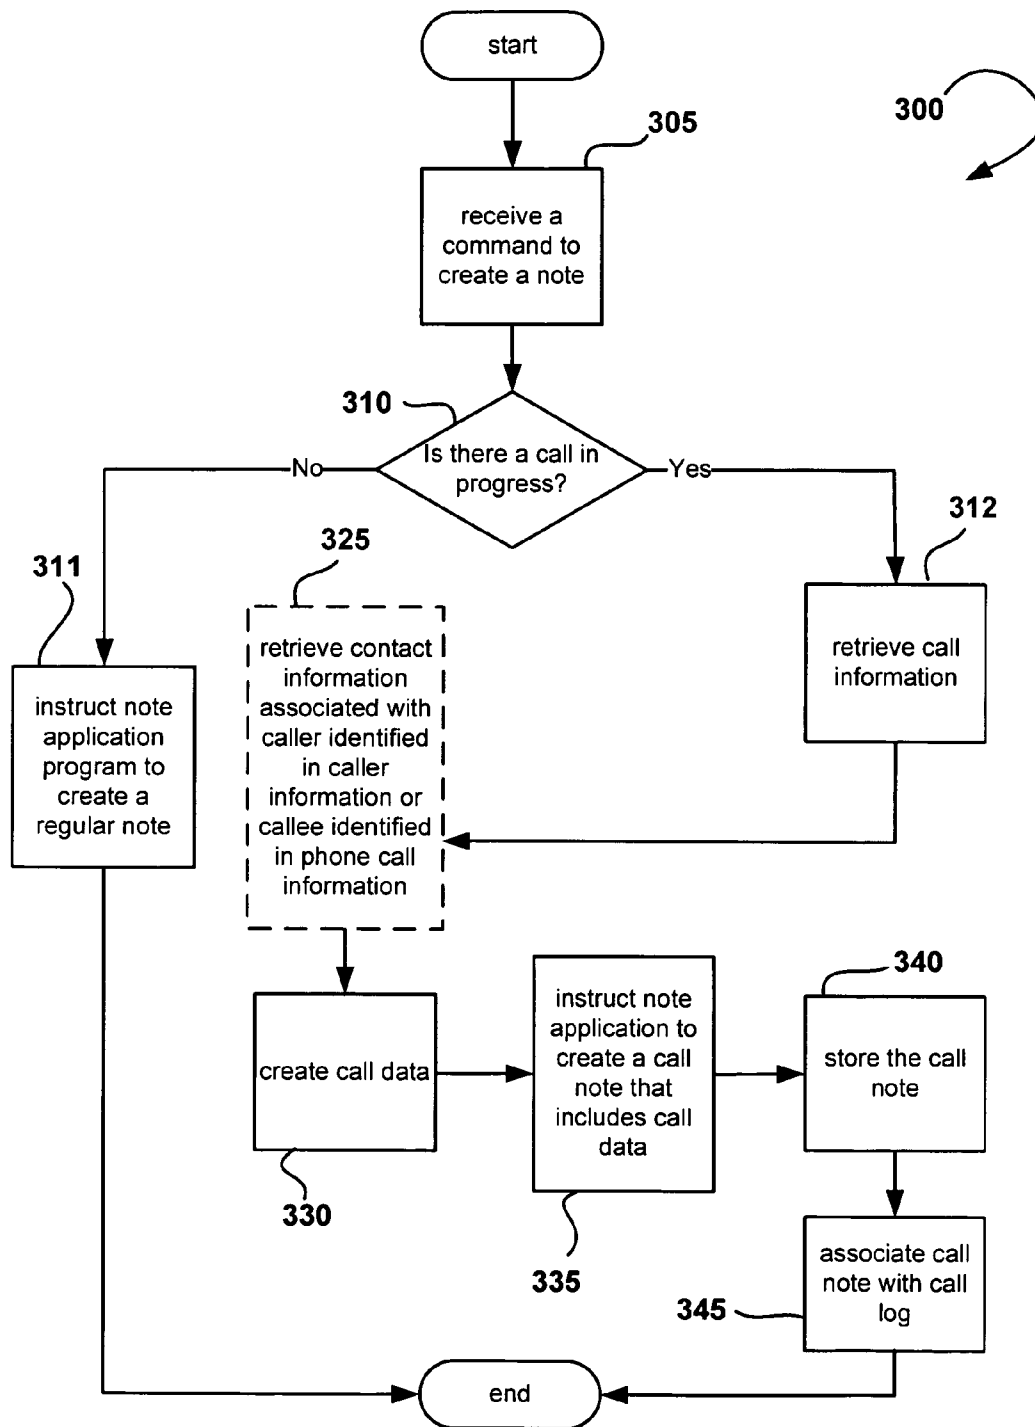 start
300
305
receive a
command to
create a note
310
Is there a call in
progress?
No
Yes
312
retrieve call
information
325
retrieve contact
information
associated with
caller identified
in caller
information or
callee identified
in phone call
information
311
instruct note
application
program to
create a
regular note
create call data
330
instruct note
application to
create a call
note that
includes call
data
335
340
store the call
note
associate call
note with call
log
345
end